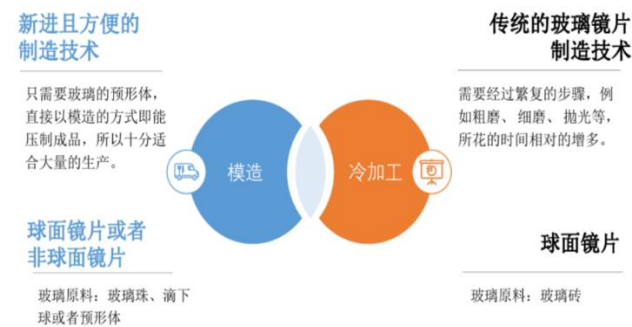 新进且方便的
制造技术
只需要玻璃的预形体，
直接以模造的方式即能
压制成品，所以十分适
合大量的生产。
球面镜片或者
非球面镜片
玻璃原料：玻璃珠、滴下
球或者预形体
模造
冷加工
传统的玻璃镜片
制造技术
需要经过繁复的步骤，例
如粗磨、细磨、抛光等，
所花的时间相对的增多。
球面镜片
玻璃原料：玻璃砖